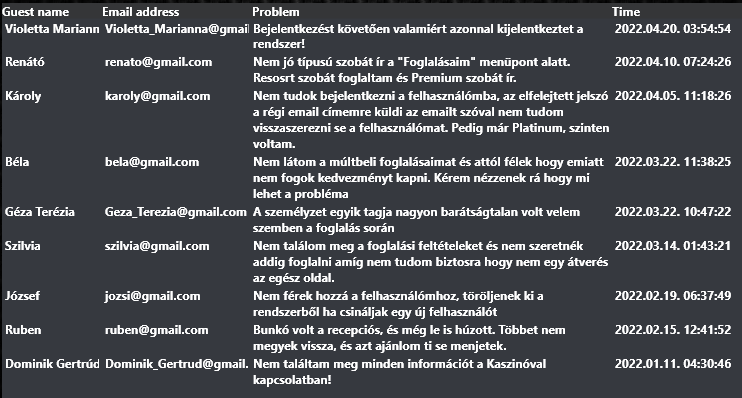 Guest name Email address Problem Time
Violetta Mariann Violetta_Marianna@gmail Bejelentkezést követően valamiért azonnal kijelentkeztet a 2022.04.20. 03:54:54
rendszer!
Renátó renato@gmail.com Nem jó típusú szobát ír a "Foglalásaim" menüpont alatt. 2022.04.10. 07:24:26
Resosrt szobát foglaltam és Premium szobát ír.
Károly karoly@gmail.com Nem tudok bejelentkezni a felhasználómba, az elfelejtett jelszó 2022.04.05. 11:18:26
a régi email címemre küldi az emailt szóval nem tudom
visszaszerezni se a felhasználómat. Pedig már Platinum, szinten
voltam.
Béla bela@gmail.com Nem látom a múltbeli foglalásaimat és attól félek hogy emiatt 2022.03.22. 11:38:25
nem fogok kedvezményt kapni. Kérem nézzenek rá hogy mi
lehet a probléma
Géza Terézia Geza_Terezia@gmail.com A személyzet egyik tagja nagyon barátságtalan volt velem 2022.03.22. 10:47:22
szemben a foglalás során
Szilvia szilvia@gmail.com Nem találom meg a foglalási feltételeket és nem szeretnék 2022.03.14. 01:43:21
addig foglalni amíg nem tudom biztosra hogy nem egy átverés
az egész oldal.
József jozsi@gmail.com Nem férek hozzá a felhasználómhoz, töröljenek ki a 2022.02.19. 06:37:49
rendszerből ha csináljak egy új felhasználót
Ruben ruben@gmail.com Bunkó volt a recepciós, és még le is húzott. Többet nem 2022.02.15. 12:41:52
megyek vissza, és azt ajánlom ti se menjetek.
Dominik Gertrúd Dominik_Gertrud@gmail. Nem találtam meg minden információt a Kaszinóval 2022.01.11. 04:30:46
kapcsolatban!